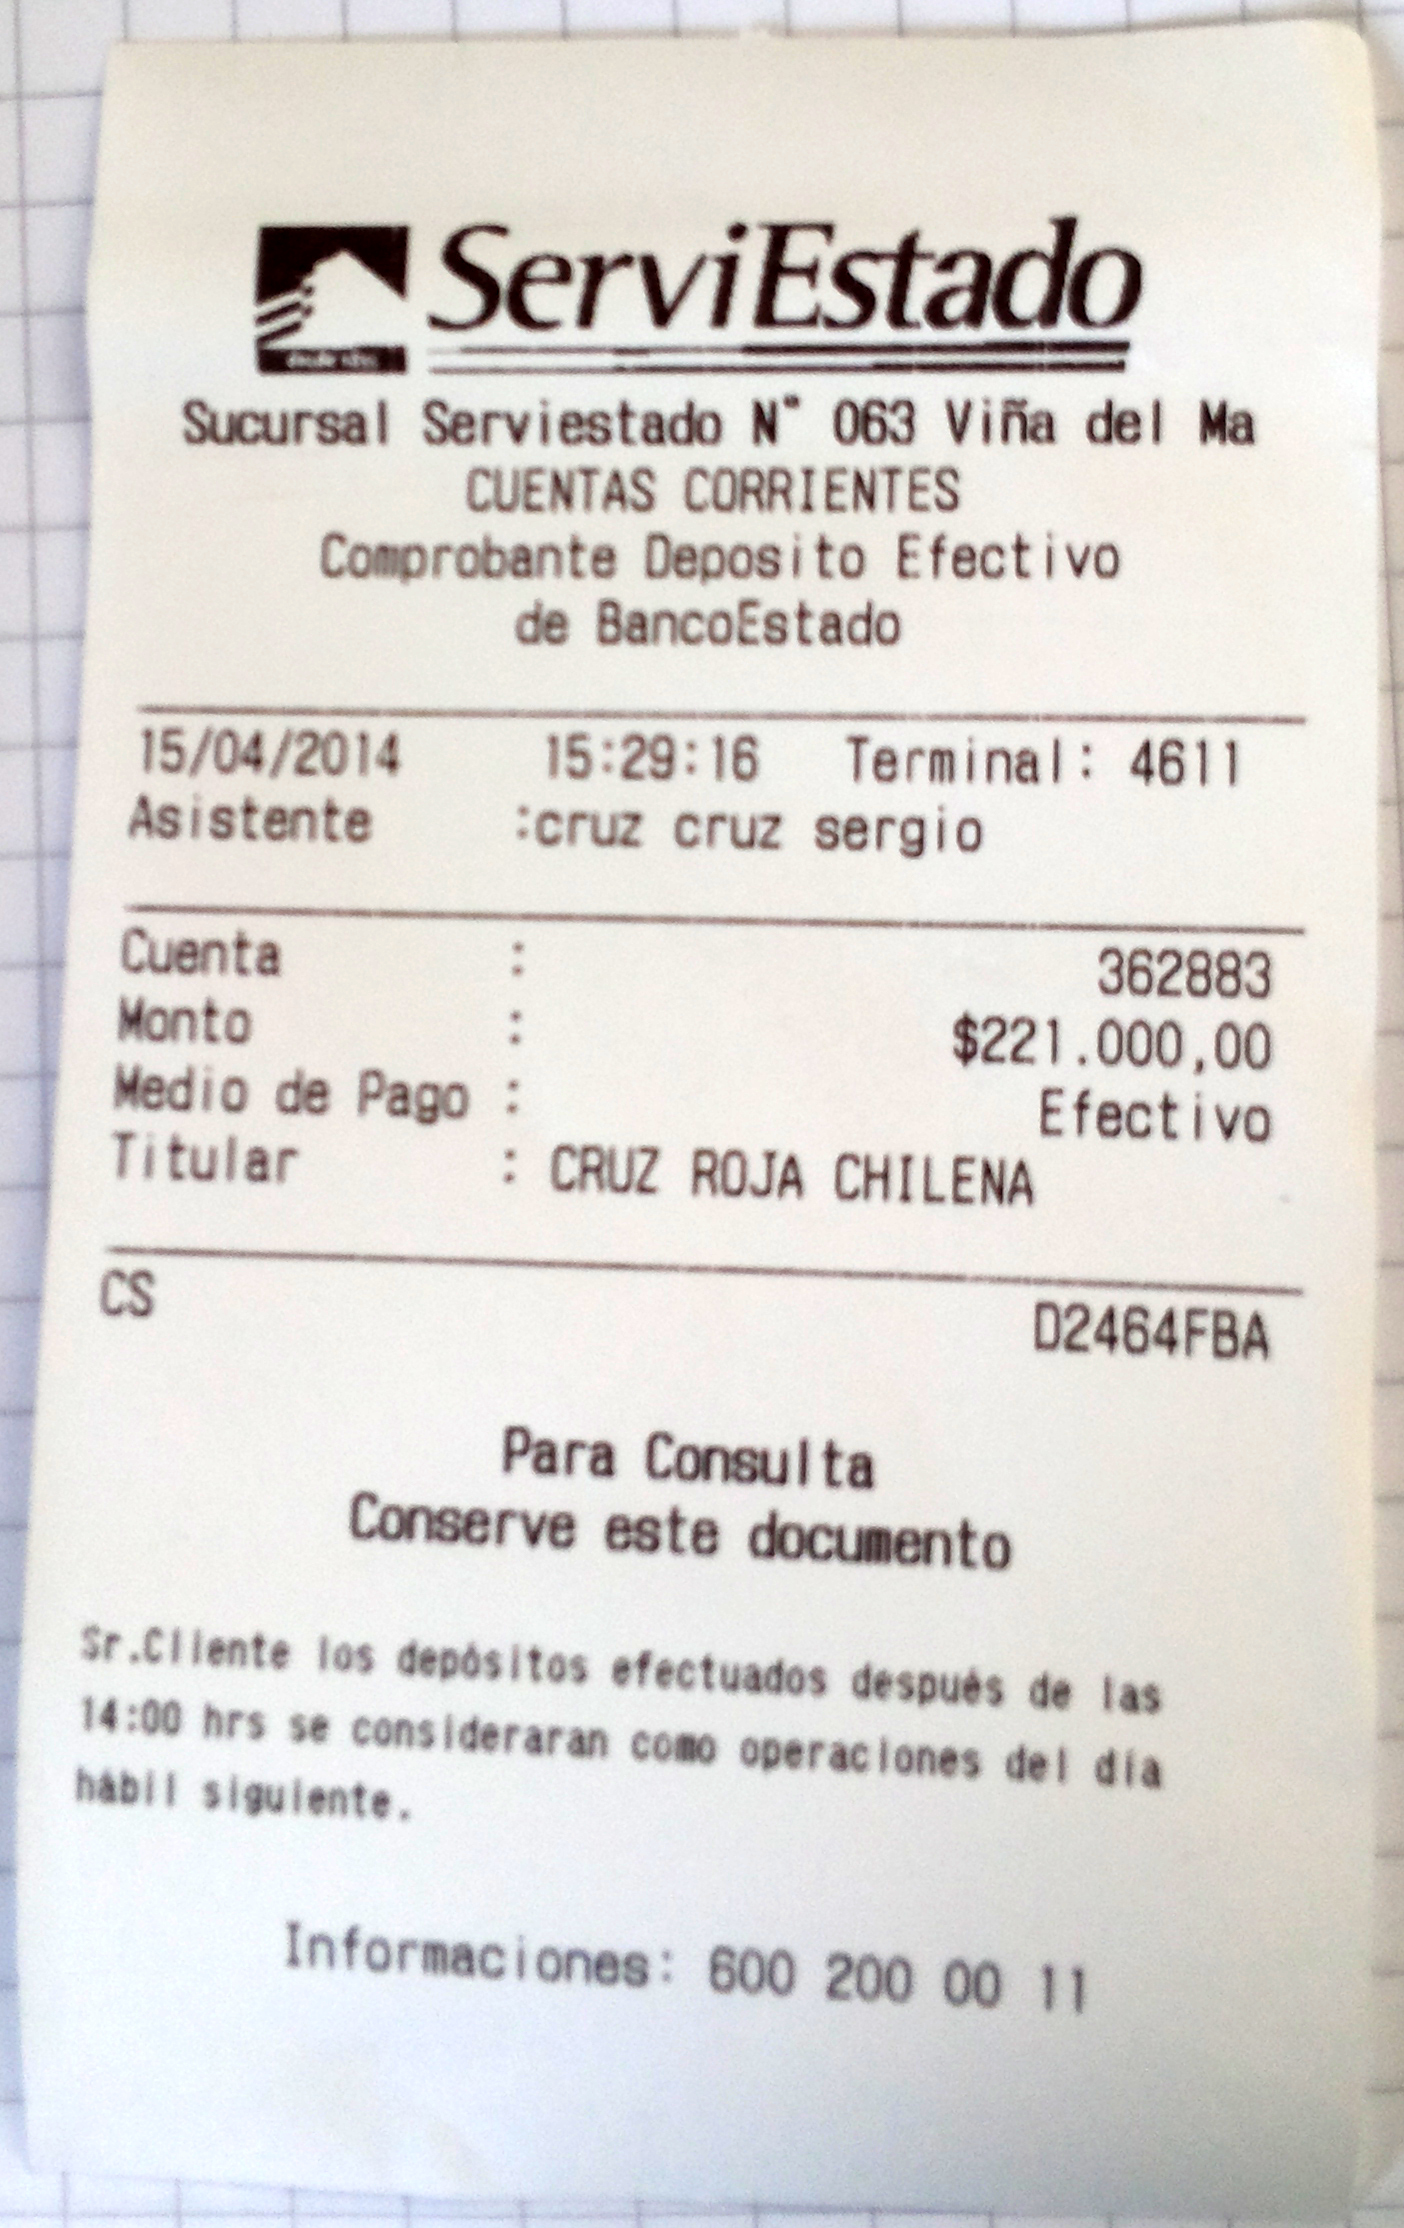 ServiEstado
Sucursal Serviestado N° 063 Viña del Ma
CUENTAS CORRIENTES
Comprobante Deposito Efectivo
de BancoEstado
15/04/2014 15:29:16 Terminal: 4611
Asistente :cruz cruz sergio
Cuenta : 362883
Monto : $221.000,00
Medio de Pago : Efectivo
Titular : CRUZ ROJA CHILENA
CS D2464FBA
Para Consulta
Conserve este documento
Sr.Cliente los depósitos efectuados después de las
14:00 hrs se consideraran como operaciones del día
hábil siguiente.
Informaciones: 600 200 00 11